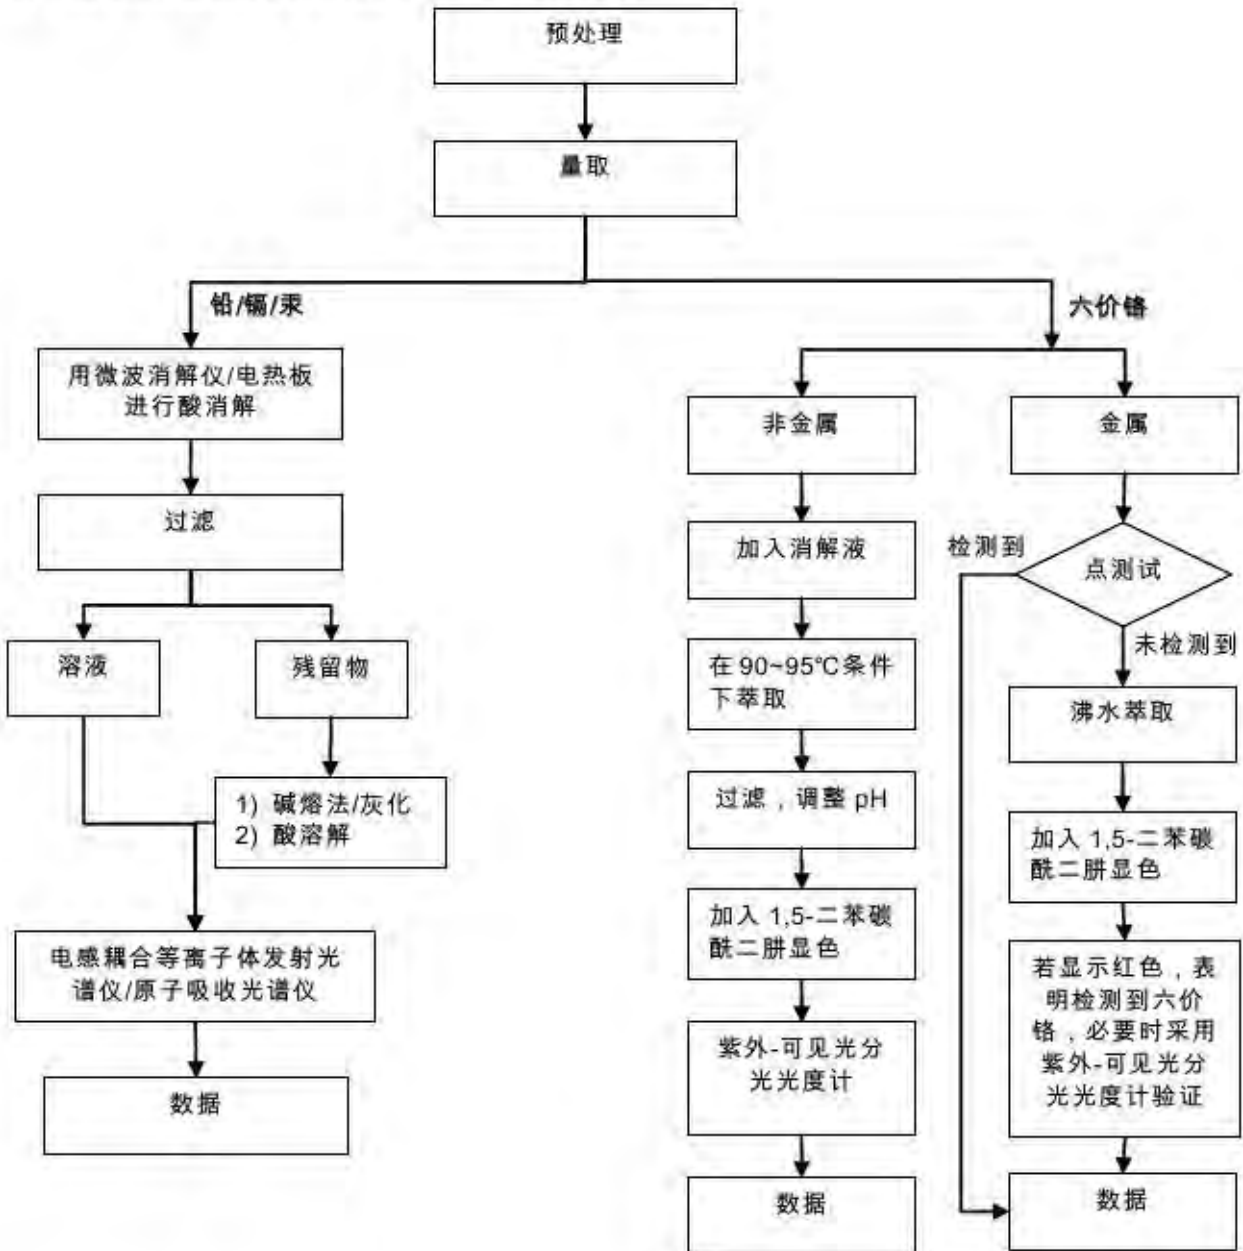 预处理
量取
铅/镉/汞
六价铬
用微波消解仪/电热板
进行酸消解
过滤
溶液
残留物
1) 碱熔法/灰化
2) 酸溶解
电感耦合等离子体发射光
谱仪/原子吸收光谱仪
数据
非金属
加入消解液
在 90~95℃条件
下萃取
过滤，调整 pH
加入 1,5-二苯碳
酰二肼显色
紫外-可见光分
光光度计
数据
金属
检测到
点测试
未检测到
沸水萃取
加入 1,5-二苯碳
酰二肼显色
若显示红色，表
明检测到六价
铬，必要时采用
紫外-可见光分
光光度计验证
数据